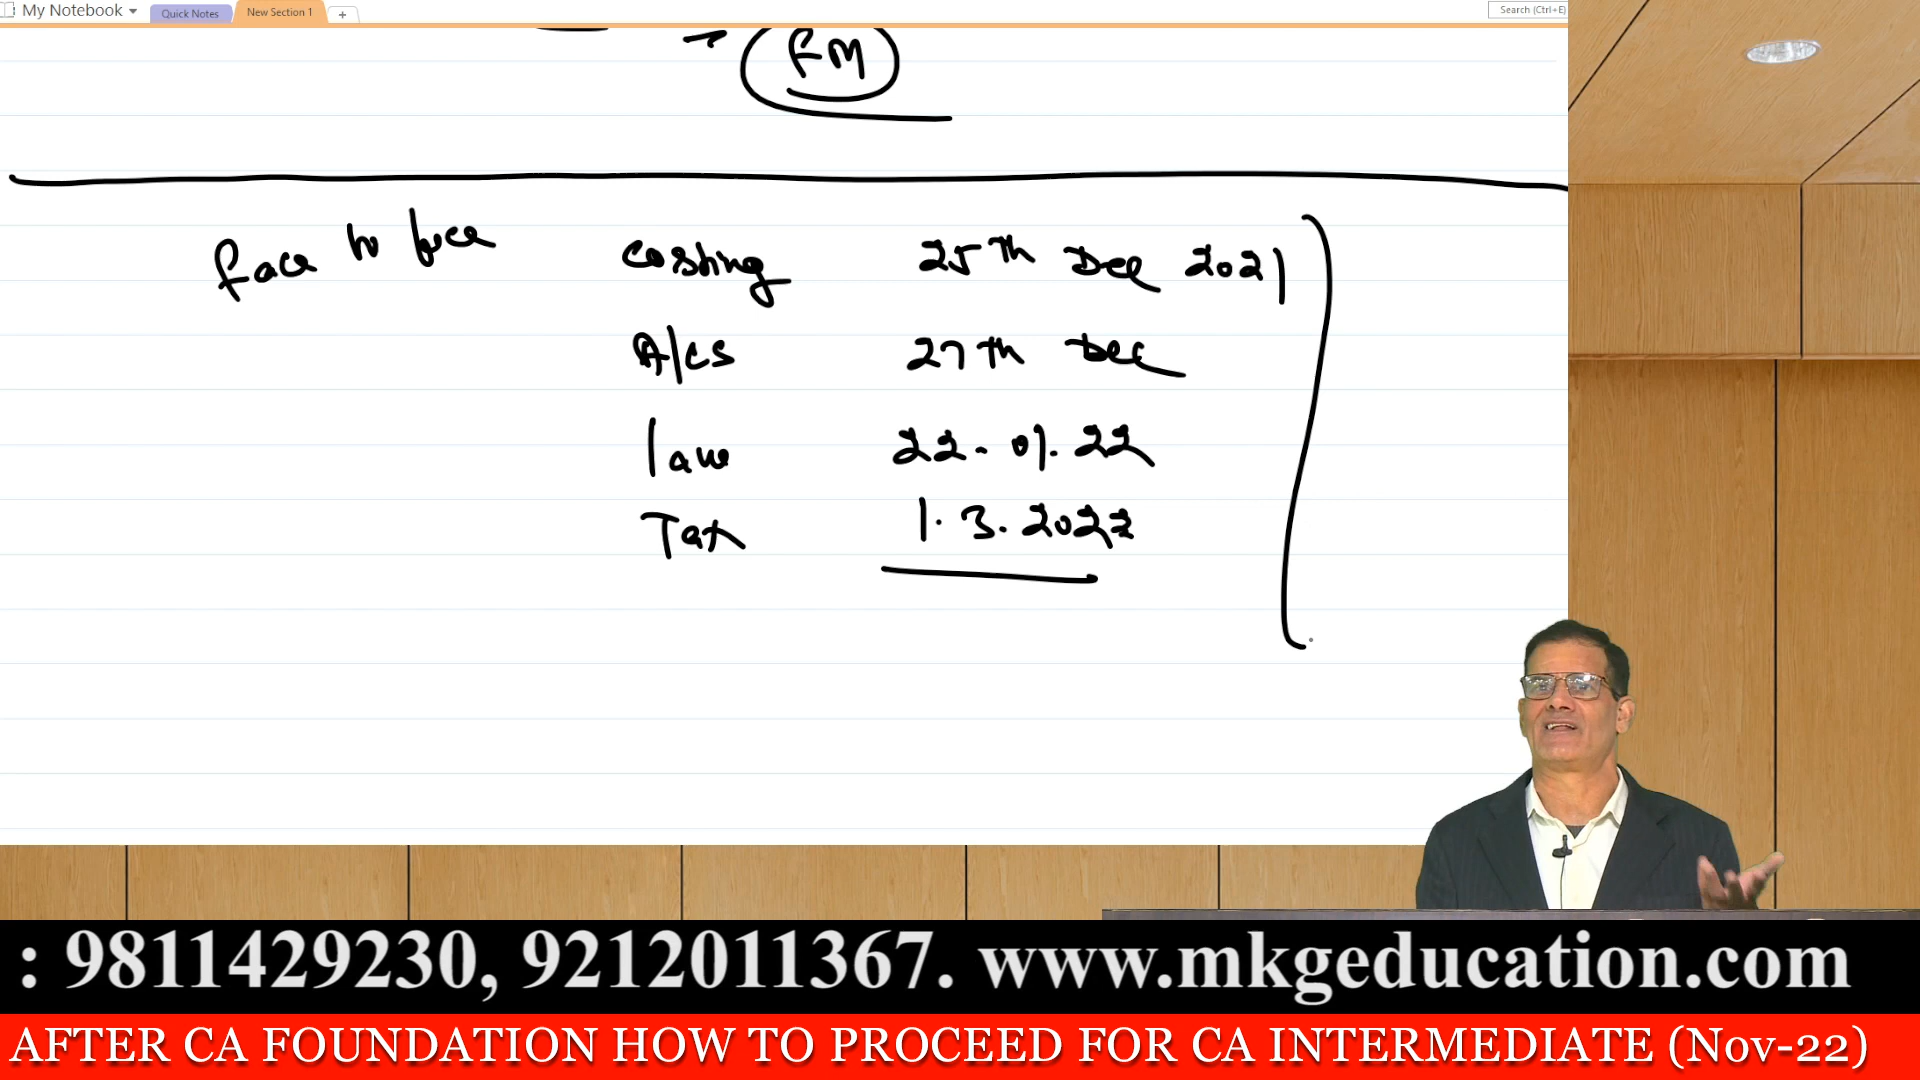 My Notebook
Quick Notes
New Section 1
Search (Ctrl+E)
FM
Face to face Costing 25th Dec 2021
A/cs 27th Dec
law 22.01.22
Tax 1.3.2022
: 9811429230, 9212011367. www.mkgeducation.com
AFTER CA FOUNDATION HOW TO PROCEED FOR CA INTERMEDIATE (Nov-22)